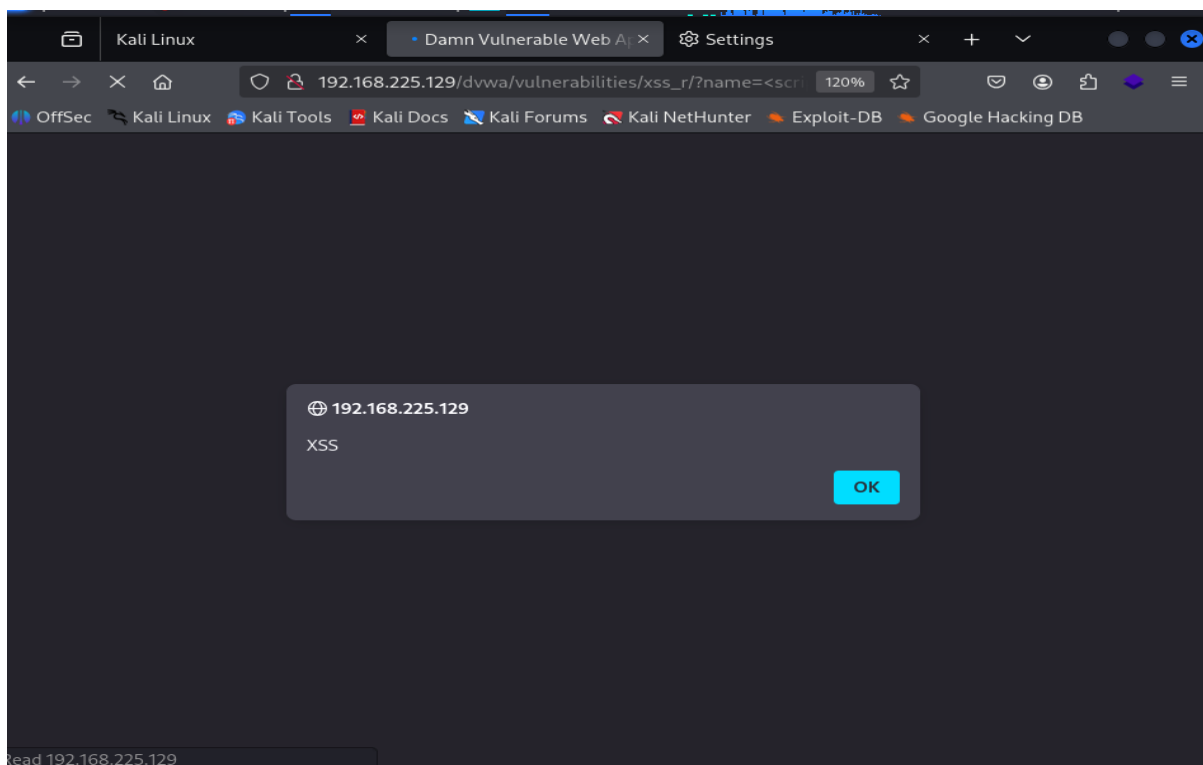 Kali Linux
Damn Vulnerable Web Ap
Settings
192.168.225.129/dvwa/vulnerabilities/xss_r/?name=<scri
120%
OffSec Kali Linux Kali Tools Kali Docs Kali Forums Kali NetHunter Exploit-DB Google Hacking DB
192.168.225.129
XSS
OK
Read 192.168.225.129